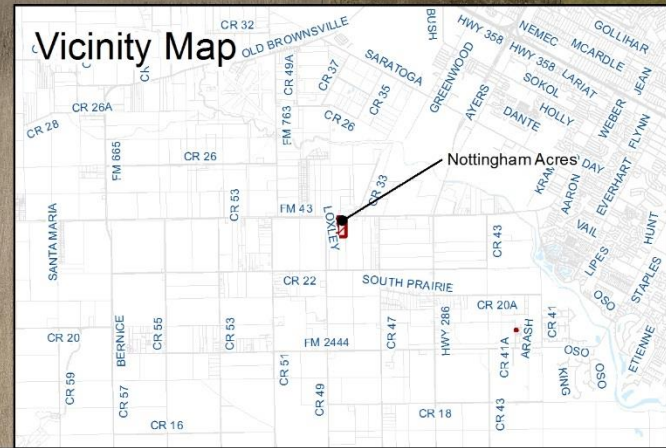 Vicinity Map
CR 32
OLD BROWNSVILLE
BUSH
HWY 358
NEMEC
GOLLIHAR
MCARDLE
HWY 358
LARIAT
JEAN
SOKOL
HOLLY
DANTE
WEBER
FLYNN
CR 49A
CR 37
SARATOGA
CR 35
GREENWOOD
AYERS
CR 26A
CR 28
FM 763
CR 26
FM 665
CR 26
Nottingham Acres
DAY
AARON
EVERHART
CR 53
CR 33
FM 43
LOXLEY
VAIL
LIPES
HUNT
STAPLES
SANTA MARIA
CR 43
OSO
CR 22
SOUTH PRAIRIE
CR 20A
CR 41
CR 20
BERNICE
CR 55
CR 53
FM 2444
CR 47
HWY 286
ARASH
CR 41A
OSO
OSO
KING
ETIENNE
CR 59
CR 57
CR 51
CR 49
CR 16
CR 18
CR 43